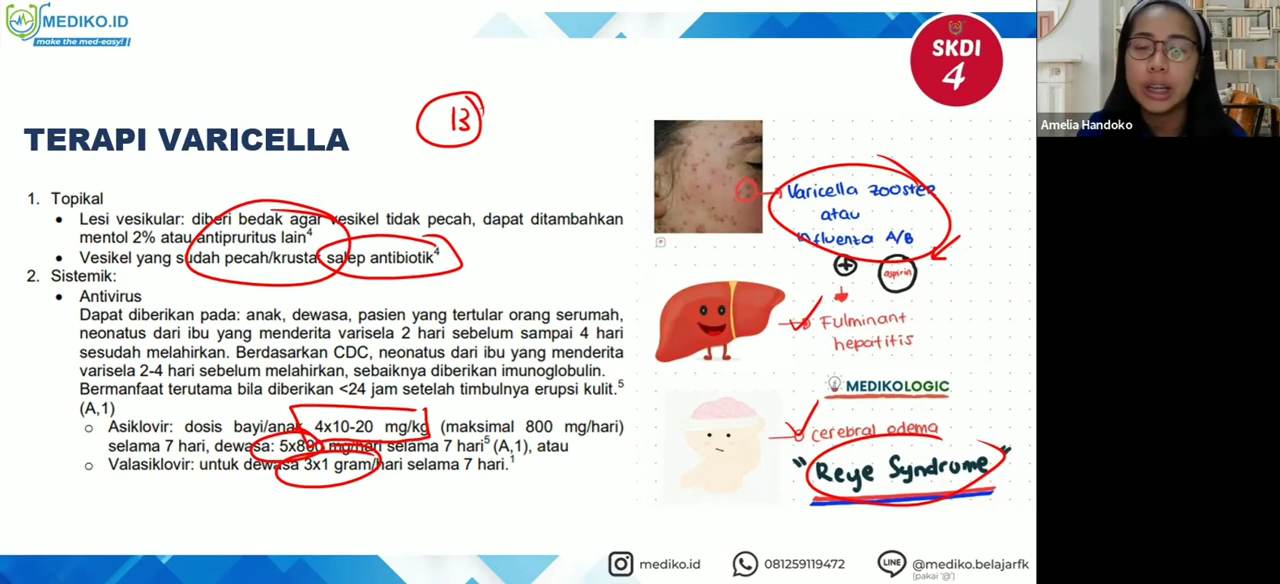 MEDIKO.ID
make the med-easy!
SKDI
4
Amelia Handoko
13
TERAPI VARICELLA
1. Topikal
• Lesi vesikular: diberi bedak agar vesikel tidak pecah, dapat ditambahkan
mentol 2% atau antipruritus lain4
• Vesikel yang sudah pecah/krusta: salep antibiotik4
2. Sistemik:
• Antivirus
Dapat diberikan pada: anak, dewasa, pasien yang tertular orang serumah,
neonatus dari ibu yang menderita varisela 2 hari sebelum sampai 4 hari
sesudah melahirkan. Berdasarkan CDC, neonatus dari ibu yang menderita
varisela 2-4 hari sebelum melahirkan, sebaiknya diberikan imunoglobulin.
Bermanfaat terutama bila diberikan <24 jam setelah timbulnya erupsi kulit.5
(A,1)
o Asiklovir: dosis bayi/anak 4x10-20 mg/kg (maksimal 800 mg/hari)
selama 7 hari, dewasa: 5x800 mg/hari selama 7 hari5 (A,1), atau
o Valasiklovir: untuk dewasa 3x1 gram/hari selama 7 hari.1
Varicella zooster
atau
Influenza A/B
+ aspirin
Fulminant
hepatitis
MEDIKOLOGIC
cerebral edema
"Reye Syndrome"
mediko.id
081259119472
@mediko.belajarfk
(pakai '@')